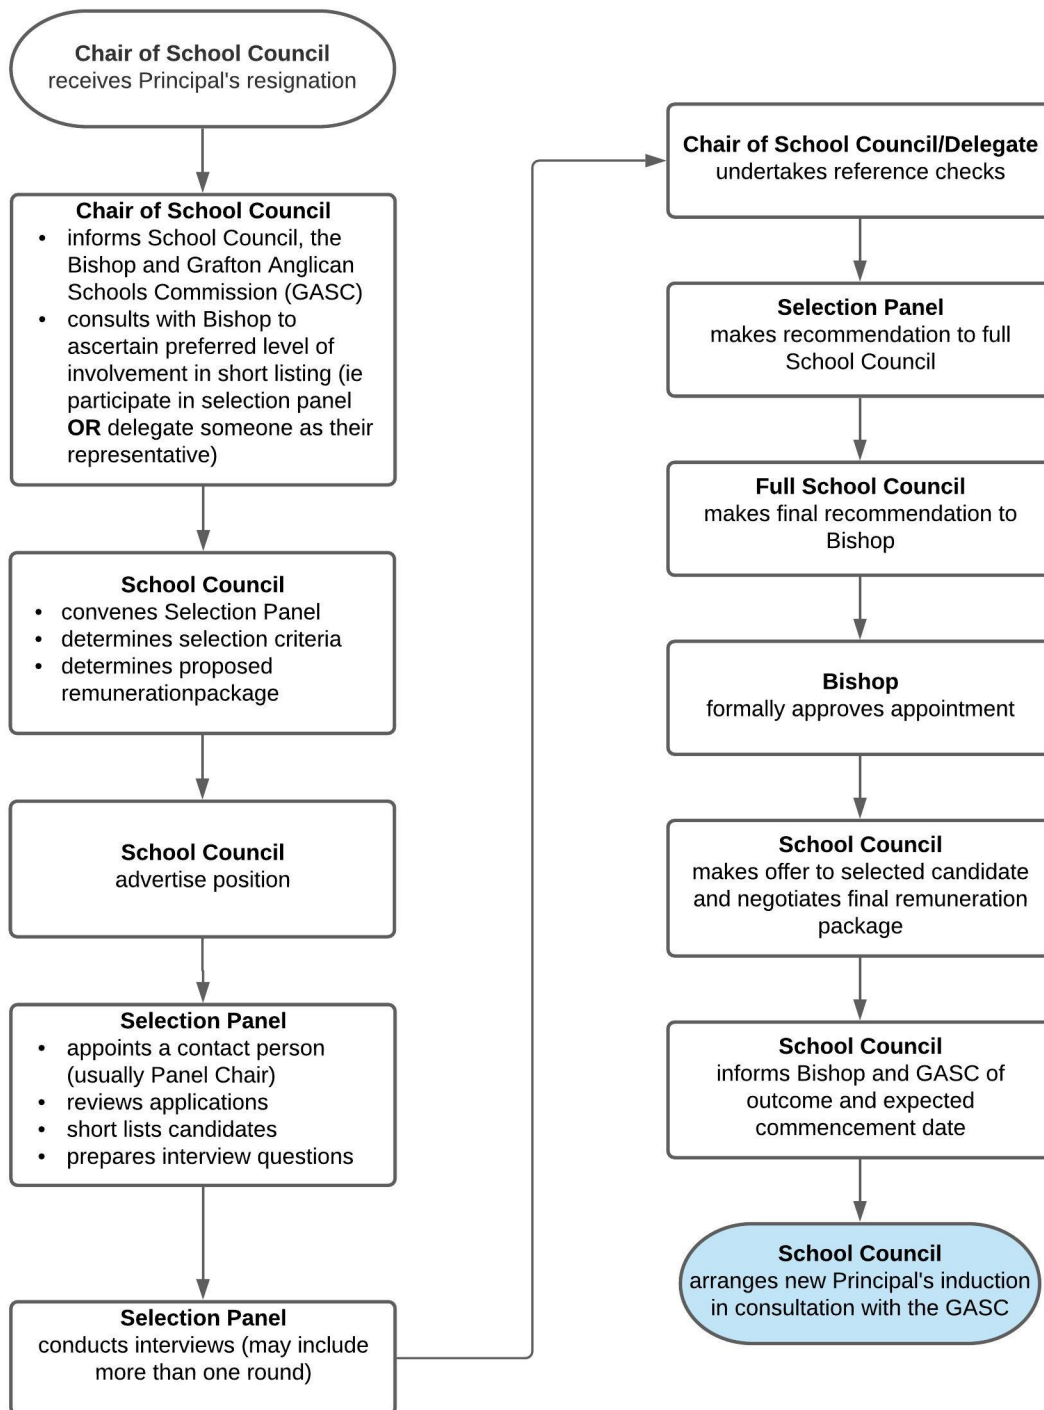 Chair of School Council
receives Principal's resignation
Chair of School Council
• informs School Council, the
Bishop and Grafton Anglican
Schools Commission (GASC)
• consults with Bishop to
ascertain preferred level of
involvement in short listing (ie
participate in selection panel
OR delegate someone as their
representative)
School Council
• convenes Selection Panel
• determines selection criteria
• determines proposed
remunerationpackage
School Council
advertise position
Selection Panel
• appoints a contact person
(usually Panel Chair)
• reviews applications
• short lists candidates
• prepares interview questions
Selection Panel
conducts interviews (may include
more than one round)
Chair of School Council/Delegate
undertakes reference checks
Selection Panel
makes recommendation to full
School Council
Full School Council
makes final recommendation to
Bishop
Bishop
formally approves appointment
School Council
makes offer to selected candidate
and negotiates final remuneration
package
School Council
informs Bishop and GASC of
outcome and expected
commencement date
School Council
arranges new Principal's induction
in consultation with the GASC